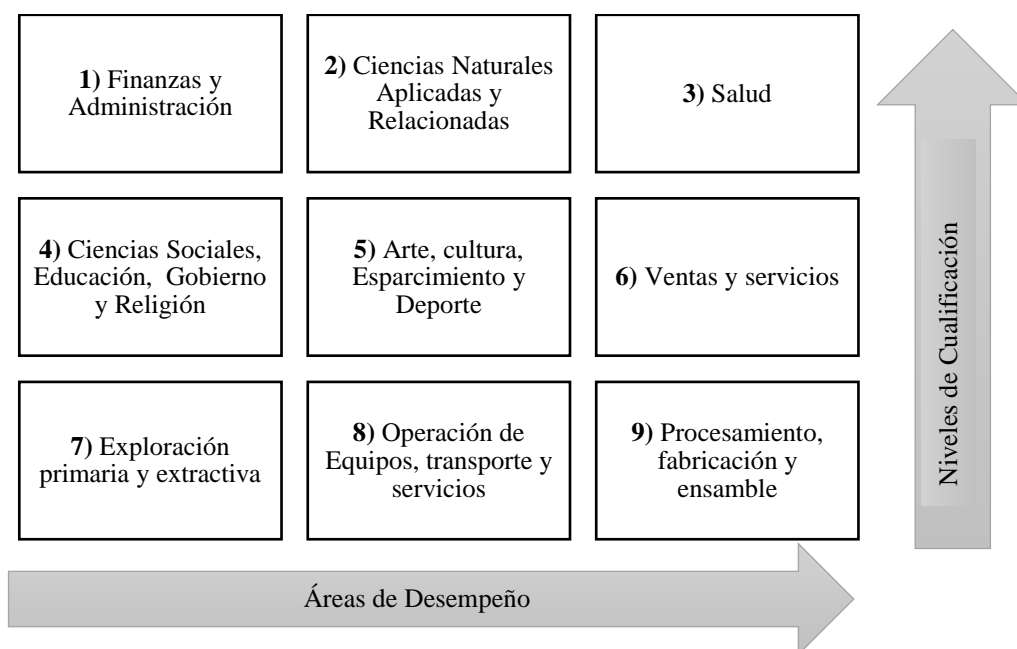 1) Finanzas y
Administración
2) Ciencias Naturales
Aplicadas y
Relacionadas
3) Salud
4) Ciencias Sociales,
Educación, Gobierno
y Religión
5) Arte, cultura,
Esparcimiento y
Deporte
6) Ventas y servicios
7) Exploración
primaria y extractiva
8) Operación de
Equipos, transporte y
servicios
9) Procesamiento,
fabricación y
ensamble
Niveles de Cualificación
Áreas de Desempeño